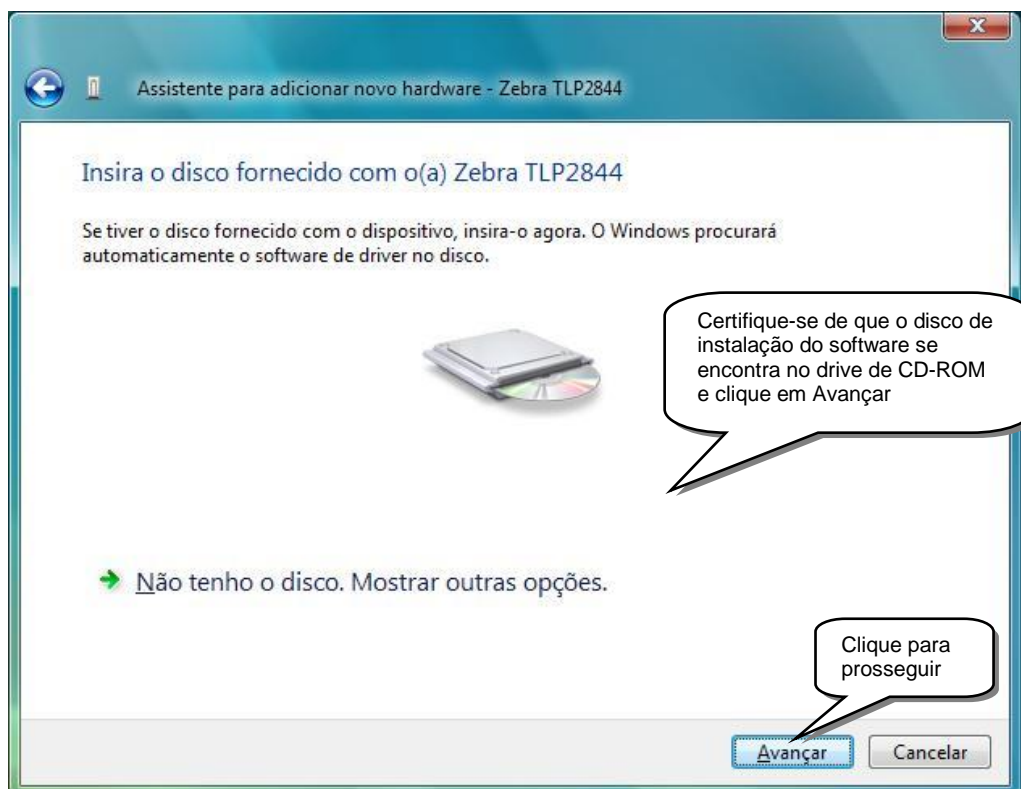 Assistente para adicionar novo hardware - Zebra TLP2844
Insira o disco fornecido com o(a) Zebra TLP2844
Se tiver o disco fornecido com o dispositivo, insira-o agora. O Windows procurará
automaticamente o software de driver no disco.
Certifique-se de que o disco de
instalação do software se
encontra no drive de CD-ROM
e clique em Avançar
Não tenho o disco. Mostrar outras opções.
Clique para
prosseguir
Avançar
Cancelar